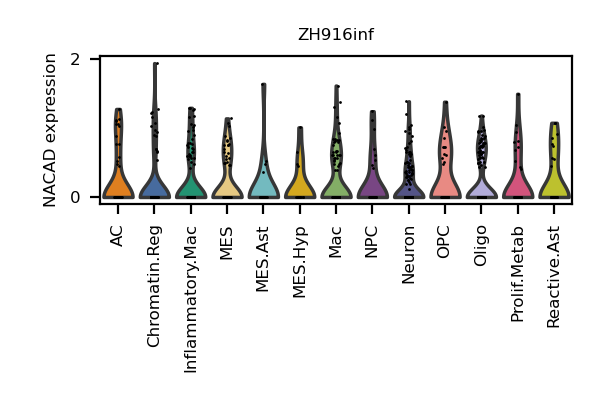 ZH916inf
NACAD expression
2
0
AC
Chromatin.Reg
Inflammatory.Mac
MES
MES.Ast
MES.Hyp
Mac
NPC
Neuron
OPC
Oligo
Prolif.Metab
Reactive.Ast